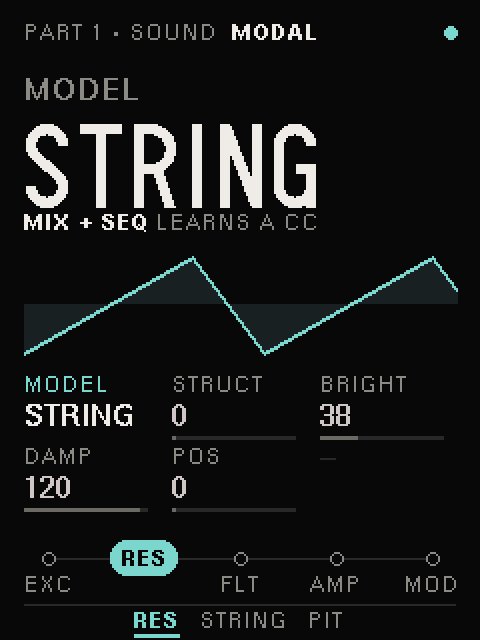 PART 1 · SOUND MODAL
MODEL
STRING
MIX + SEQ LEARNS A CC
MODEL STRUCT BRIGHT
STRING 0 38
DAMP POS —
120 0
RES
EXC FLT AMP MOD
RES STRING PIT